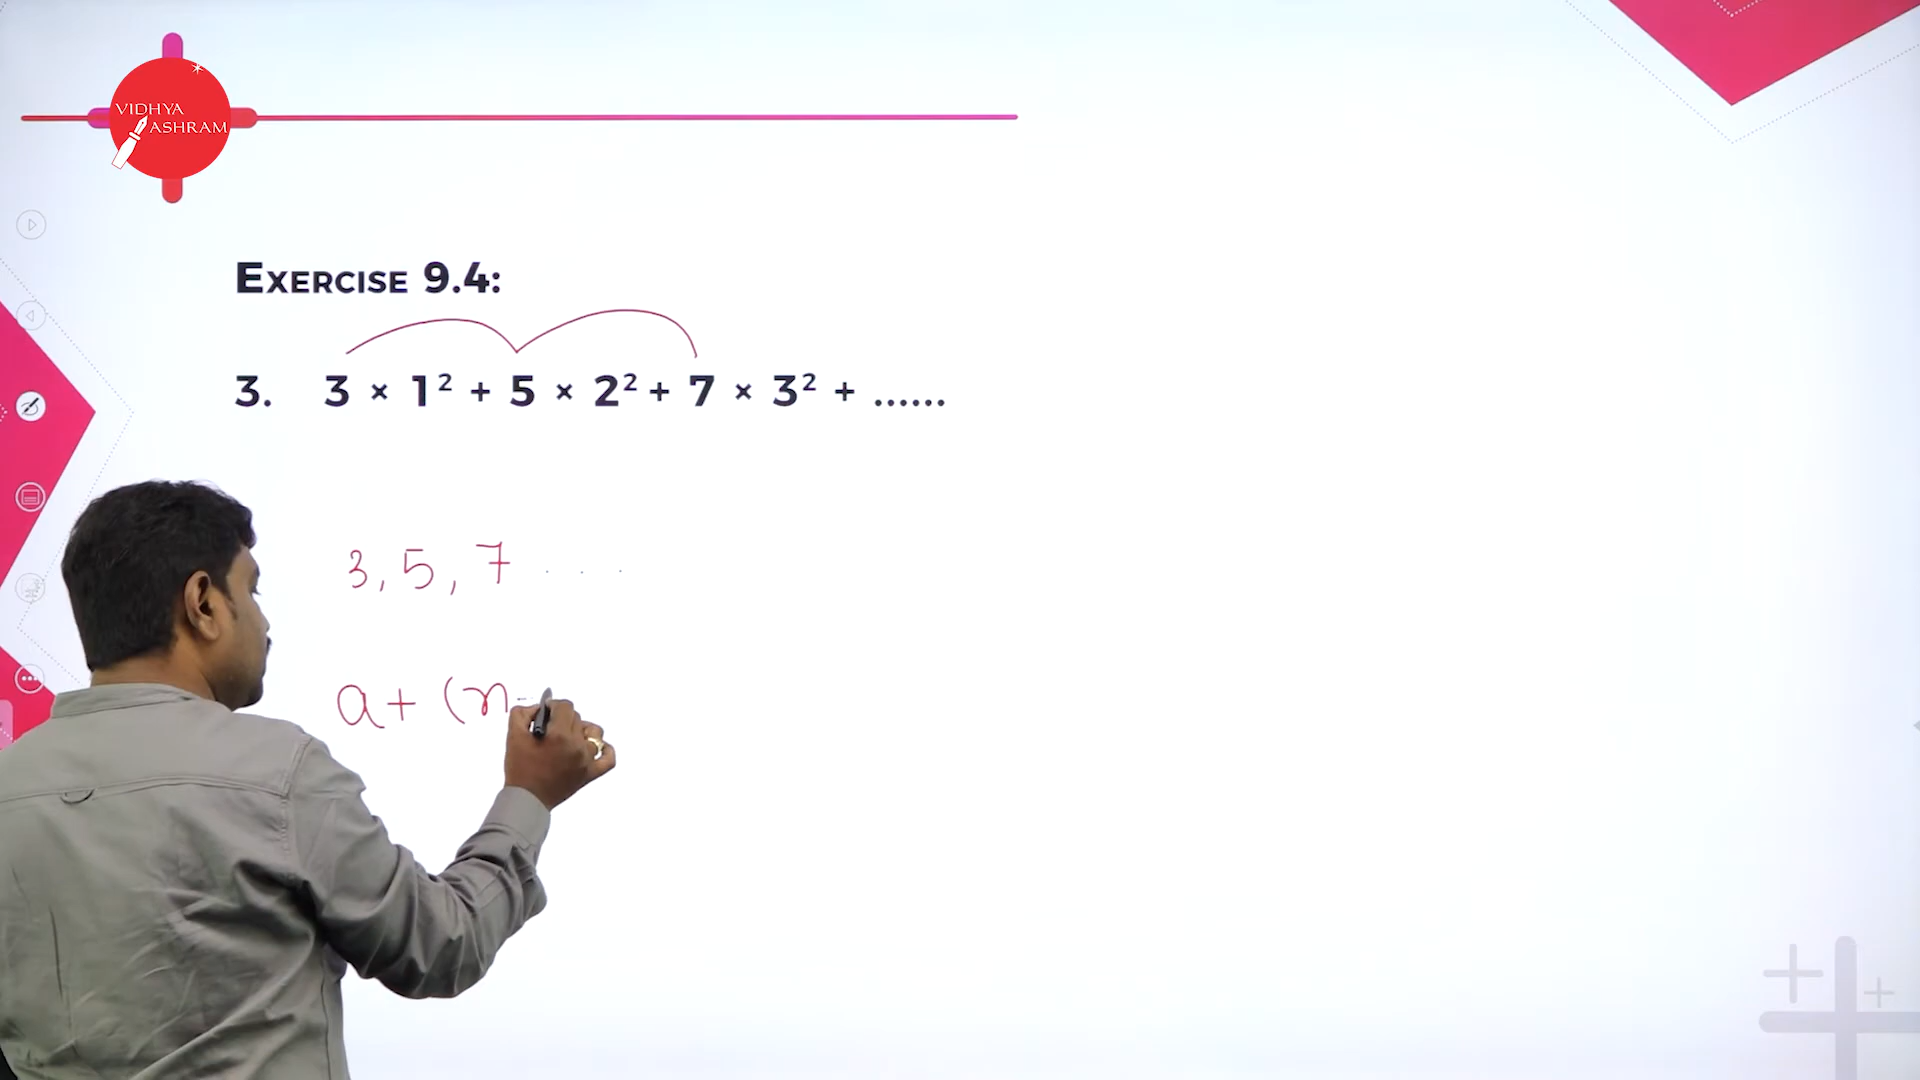 VIDHYA
ASHRAM
EXERCISE 9.4:
3. 3 × 1² + 5 × 2² + 7 × 3² + ......
3, 5, 7 . . .
a + (n -